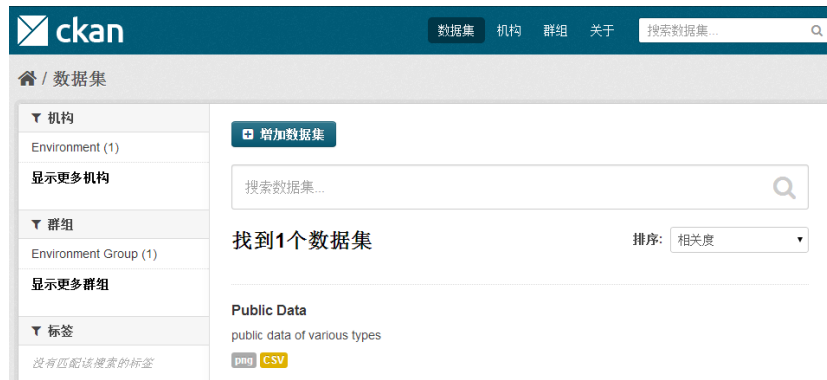 ckan
数据集 机构 群组 关于 搜索数据集...
/ 数据集
机构
Environment (1)
显示更多机构
群组
Environment Group (1)
显示更多群组
标签
没有匹配该搜索的标签
增加数据集
搜索数据集...
找到1个数据集
排序: 相关度
Public Data
public data of various types
png CSV